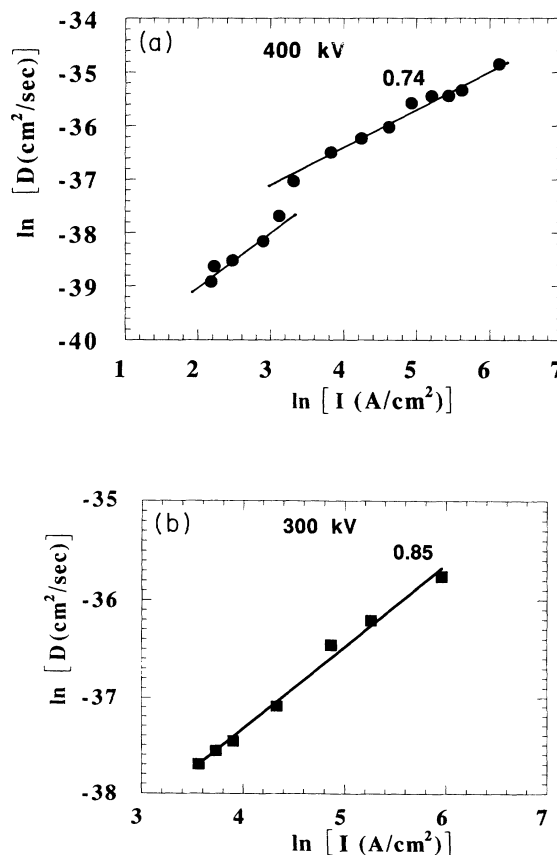 (a)
400 kV
0.74
-34
-35
-36
-37
-38
-39
-40
ln [D(cm²/sec)]
1 2 3 4 5 6 7
ln [ I (A/cm²)]
(b)
300 kV
0.85
-35
-36
-37
-38
ln [D(cm²/sec)]
3 4 5 6 7
ln [ I (A/cm²)]